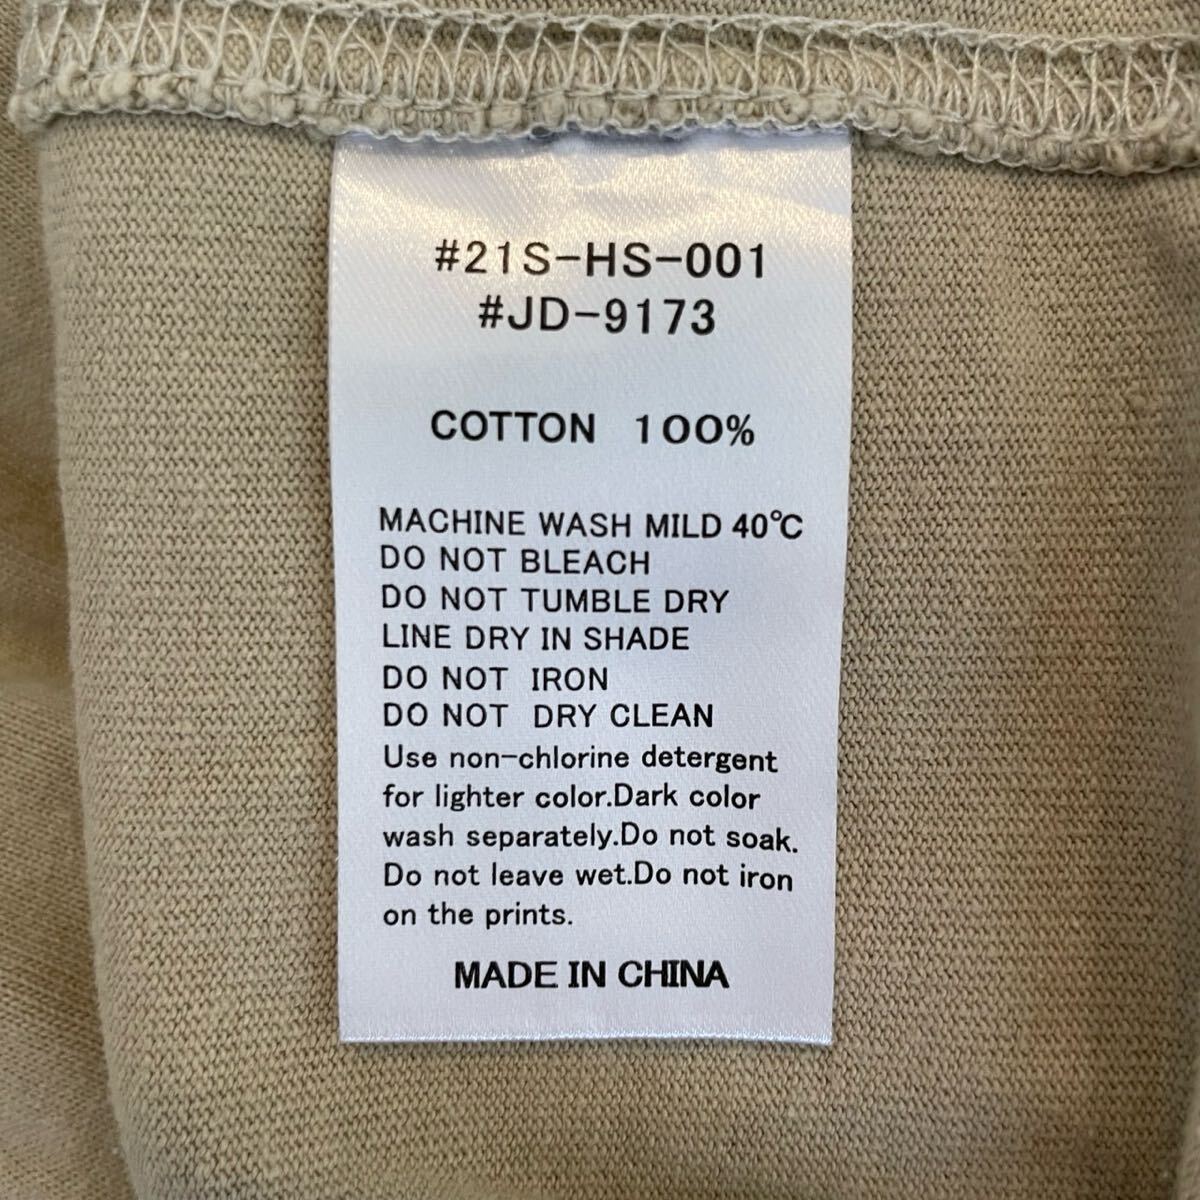 #21S-HS-001
#JD-9173
COTTON 100%
MACHINE WASH MILD 40℃
DO NOT BLEACH
DO NOT TUMBLE DRY
LINE DRY IN SHADE
DO NOT IRON
DO NOT DRY CLEAN
Use non-chlorine detergent
for lighter color.Dark color
wash separately.Do not soak.
Do not leave wet.Do not iron
on the prints.
MADE IN CHINA